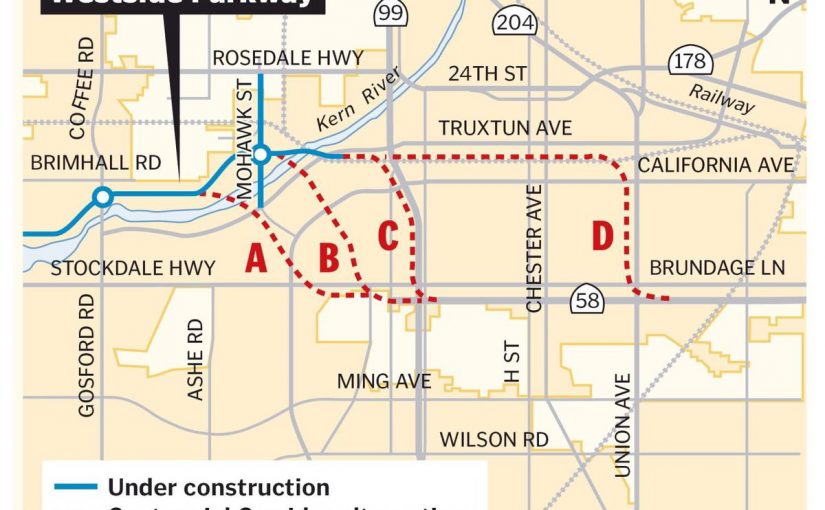 Westside Parkway
N
99
204
178
COFFEE RD
ROSEDALE HWY
24TH ST
Railway
MOHAWK ST
Kern River
TRUXTUN AVE
BRIMHALL RD
CALIFORNIA AVE
A
B
C
D
STOCKDALE HWY
CHESTER AVE
BRUNDAGE LN
58
GOSFORD RD
ASHE RD
MING AVE
H ST
UNION AVE
WILSON RD
Under construction